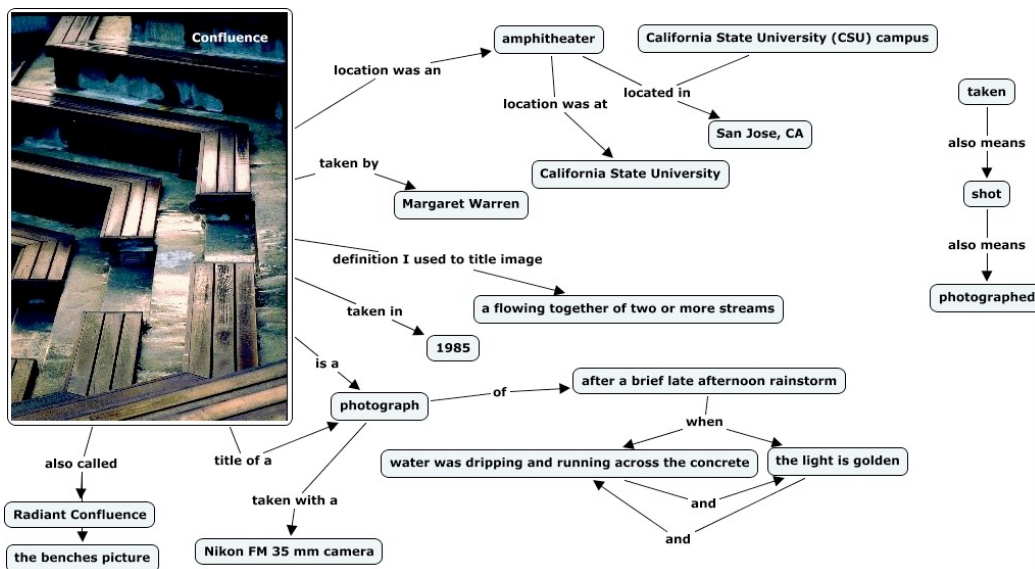 Confluence
location was an
amphitheater
California State University (CSU) campus
location was at
located in
San Jose, CA
California State University
taken by
Margaret Warren
definition I used to title image
a flowing together of two or more streams
taken in
1985
is a
photograph
of
after a brief late afternoon rainstorm
when
water was dripping and running across the concrete
the light is golden
and
and
title of a
taken with a
Nikon FM 35 mm camera
also called
Radiant Confluence
the benches picture
taken
also means
shot
also means
photographed